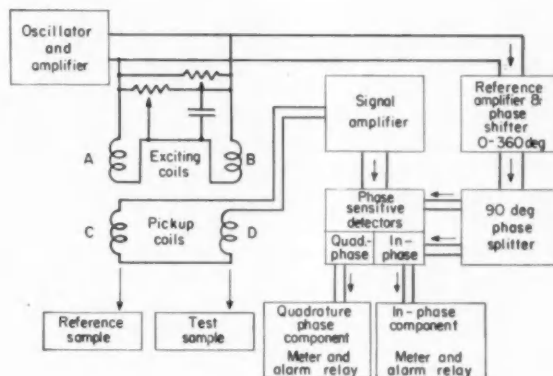 Oscillator
and
amplifier
A
Exciting
coils
B
C
Pickup
coils
D
Reference
sample
Test
sample
Signal
amplifier
Reference
amplifier &
phase
shifter
0-360deg
Phase
sensitive
detectors
Quad.-
phase
In-
phase
90 deg
phase
splitter
Quadrature
phase
component
Meter and
alarm relay
In-phase
component
Meter and
alarm relay